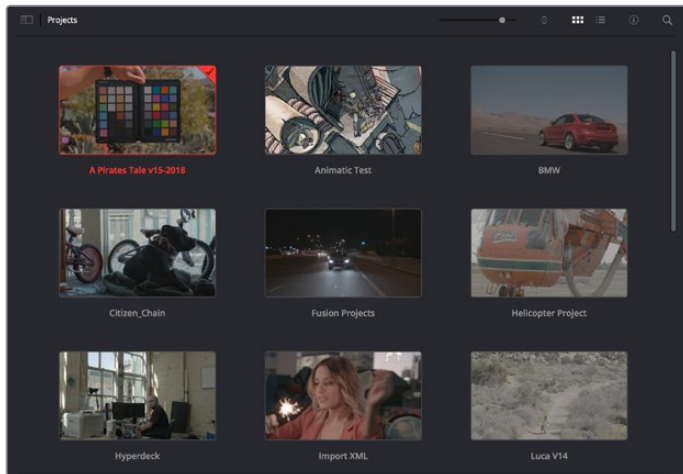 Projects
A Pirates Tale v15-2018
Animatic Test
BMW
Citizen_Chain
Fusion Projects
Helicopter Project
Hyperdeck
Import XML
Luca V14